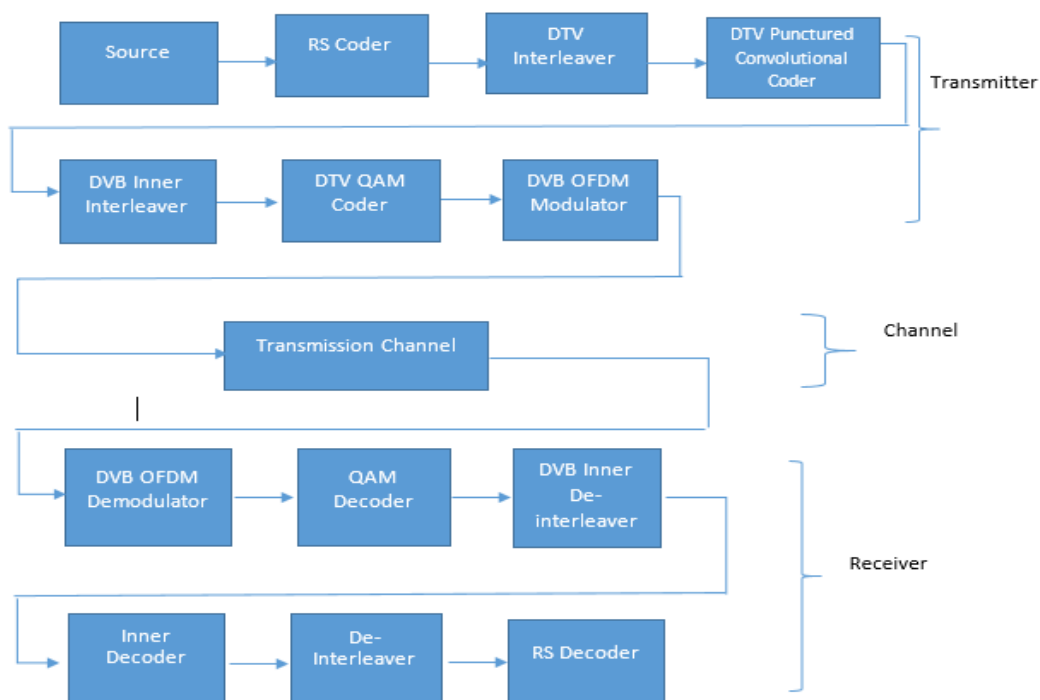 Source
RS Coder
DTV
Interleaver
DTV Punctured
Convolutional
Coder
Transmitter
DVB Inner
Interleaver
DTV QAM
Coder
DVB OFDM
Modulator
Transmission Channel
Channel
DVB OFDM
Demodulator
QAM
Decoder
DVB Inner
De-
interleaver
Receiver
Inner
Decoder
De-
Interleaver
RS Decoder